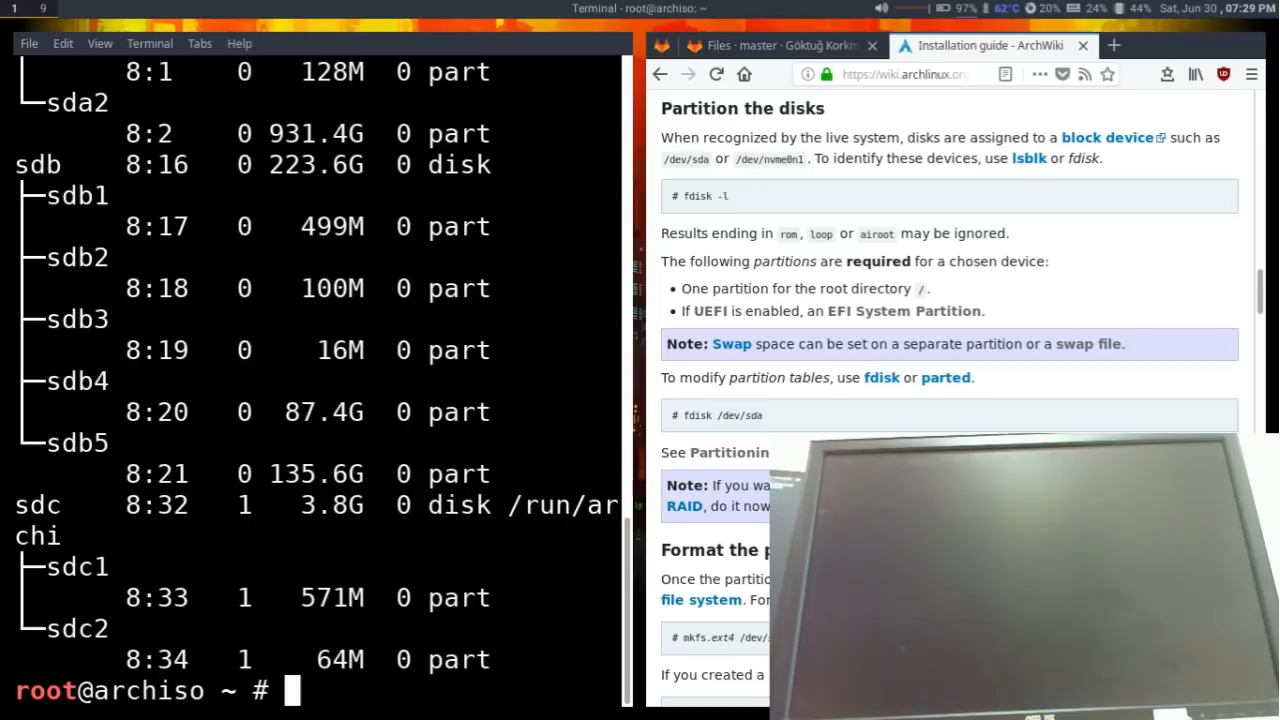 1 9 Terminal - root@archiso: ~ 97% 62°C 20% 24% 44% Sat, Jun 30 , 07:29 PM
File Edit View Terminal Tabs Help
8:1 0 128M 0 part
└─sda2
8:2 0 931.4G 0 part
sdb 8:16 0 223.6G 0 disk
├─sdb1
8:17 0 499M 0 part
├─sdb2
8:18 0 100M 0 part
├─sdb3
8:19 0 16M 0 part
├─sdb4
8:20 0 87.4G 0 part
└─sdb5
8:21 0 135.6G 0 part
sdc 8:32 1 3.8G 0 disk /run/ar
chi
├─sdc1
8:33 1 571M 0 part
└─sdc2
8:34 1 64M 0 part
root@archiso ~ #
Files · master · Göktuğ Korkm Installation guide - ArchWiki
https://wiki.archlinux.org
Partition the disks
When recognized by the live system, disks are assigned to a block device such as
/dev/sda or /dev/nvme0n1. To identify these devices, use lsblk or fdisk.
# fdisk -l
Results ending in rom, loop or airoot may be ignored.
The following partitions are required for a chosen device:
• One partition for the root directory /.
• If UEFI is enabled, an EFI System Partition.
Note: Swap space can be set on a separate partition or a swap file.
To modify partition tables, use fdisk or parted.
# fdisk /dev/sda
See Partitionin
Note: If you wa
RAID, do it now
Format the p
Once the partitio
file system. For
# mkfs.ext4 /dev/s
If you created a
ASUS